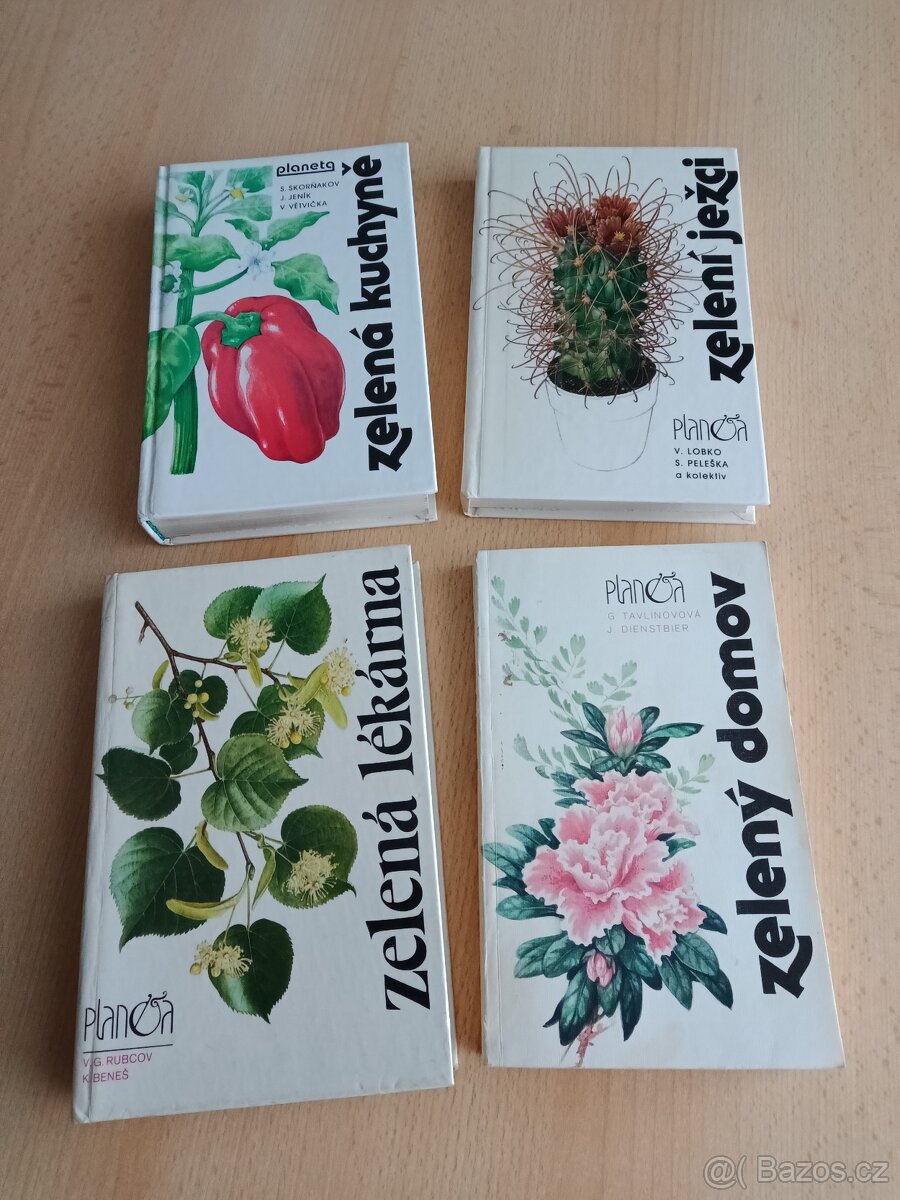 planeta
S. SKORŇAKOV
J. JENÍK
V. VĚTVIČKA
zelená kuchyně
zelení ježci
planeta
V. LOBKO
S. PELEŠKA
a kolektiv
zelená lékárna
planeta
V. G. RUBCOV
K. BENEŠ
planeta
G. TAVLINOVOVÁ
J. DIENSTBIER
zelený domov
@( Bazos.cz